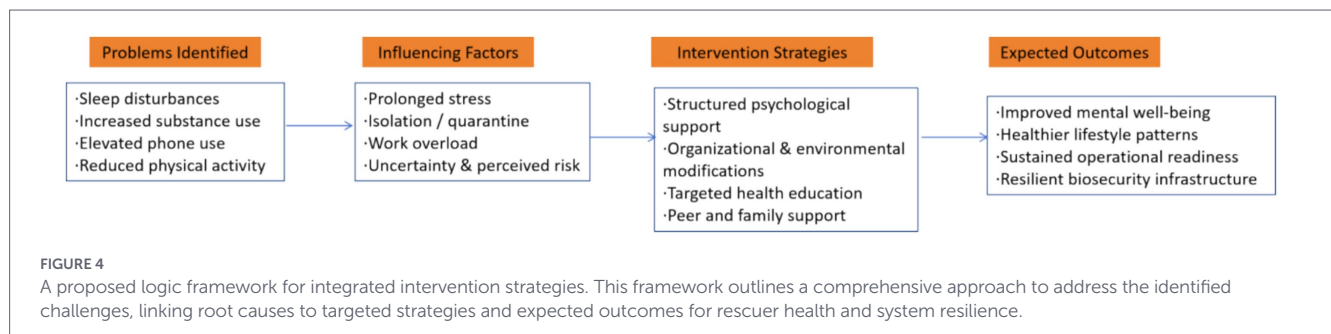 Problems Identified
·Sleep disturbances
·Increased substance use
·Elevated phone use
·Reduced physical activity
Influencing Factors
·Prolonged stress
·Isolation / quarantine
·Work overload
·Uncertainty & perceived risk
Intervention Strategies
·Structured psychological
support
·Organizational & environmental
modifications
·Targeted health education
·Peer and family support
Expected Outcomes
·Improved mental well-being
·Healthier lifestyle patterns
·Sustained operational readiness
·Resilient biosecurity infrastructure
FIGURE 4
A proposed logic framework for integrated intervention strategies. This framework outlines a comprehensive approach to address the identified
challenges, linking root causes to targeted strategies and expected outcomes for rescuer health and system resilience.